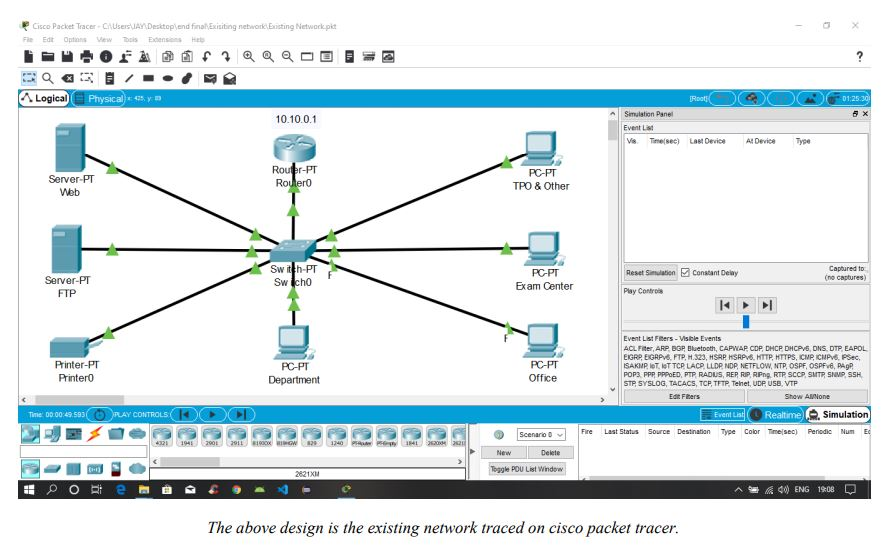 Cisco Packet Tracer - C:\Users\JAY\Desktop\end final\Exisiting network\Existing Network.pkt
File Edit Options View Tools Extensions Help
Logical Physical x: 425, y: 89 [Root] 01:25:30
10.10.0.1
Router-PT
Router0
Server-PT
Web
PC-PT
TPO & Other
Server-PT
FTP
Switch-PT
Switch0
F
PC-PT
Exam Center
Printer-PT
Printer0
PC-PT
Department
F
PC-PT
Office
Simulation Panel
Event List
Vis. Time(sec) Last Device At Device Type
Reset Simulation Constant Delay
Captured to:
(no captures)
Play Controls
Event List Filters - Visible Events
ACL Filter, ARP, BGP, Bluetooth, CAPWAP, CDP, DHCP, DHCPv6, DNS, DTP, EAPOL,
EIGRP, EIGRPv6, FTP, H.323, HSRP, HSRPv6, HTTP, HTTPS, ICMP, ICMPv6, IPSec,
ISAKMP, IoT, IoT TCP, LACP, LLDP, NDP, NETFLOW, NTP, OSPF, OSPFv6, PAgP,
POP3, PPP, PPPoED, PTP, RADIUS, REP, RIP, RIPng, RTP, SCCP, SMTP, SNMP, SSH,
STP, SYSLOG, TACACS, TCP, TFTP, Telnet, UDP, USB, VTP
Edit Filters Show All/None
Time: 00:00:49.593 PLAY CONTROLS: Event List Realtime Simulation
4321 1941 2901 2911 819IOX 819HGW 829 1240 PT-Router PT-Empty 1841 2620XM 2621
2621XM
Scenario 0
New Delete
Toggle PDU List Window
Fire Last Status Source Destination Type Color Time(sec) Periodic Num
ENG 19:08
The above design is the existing network traced on cisco packet tracer.